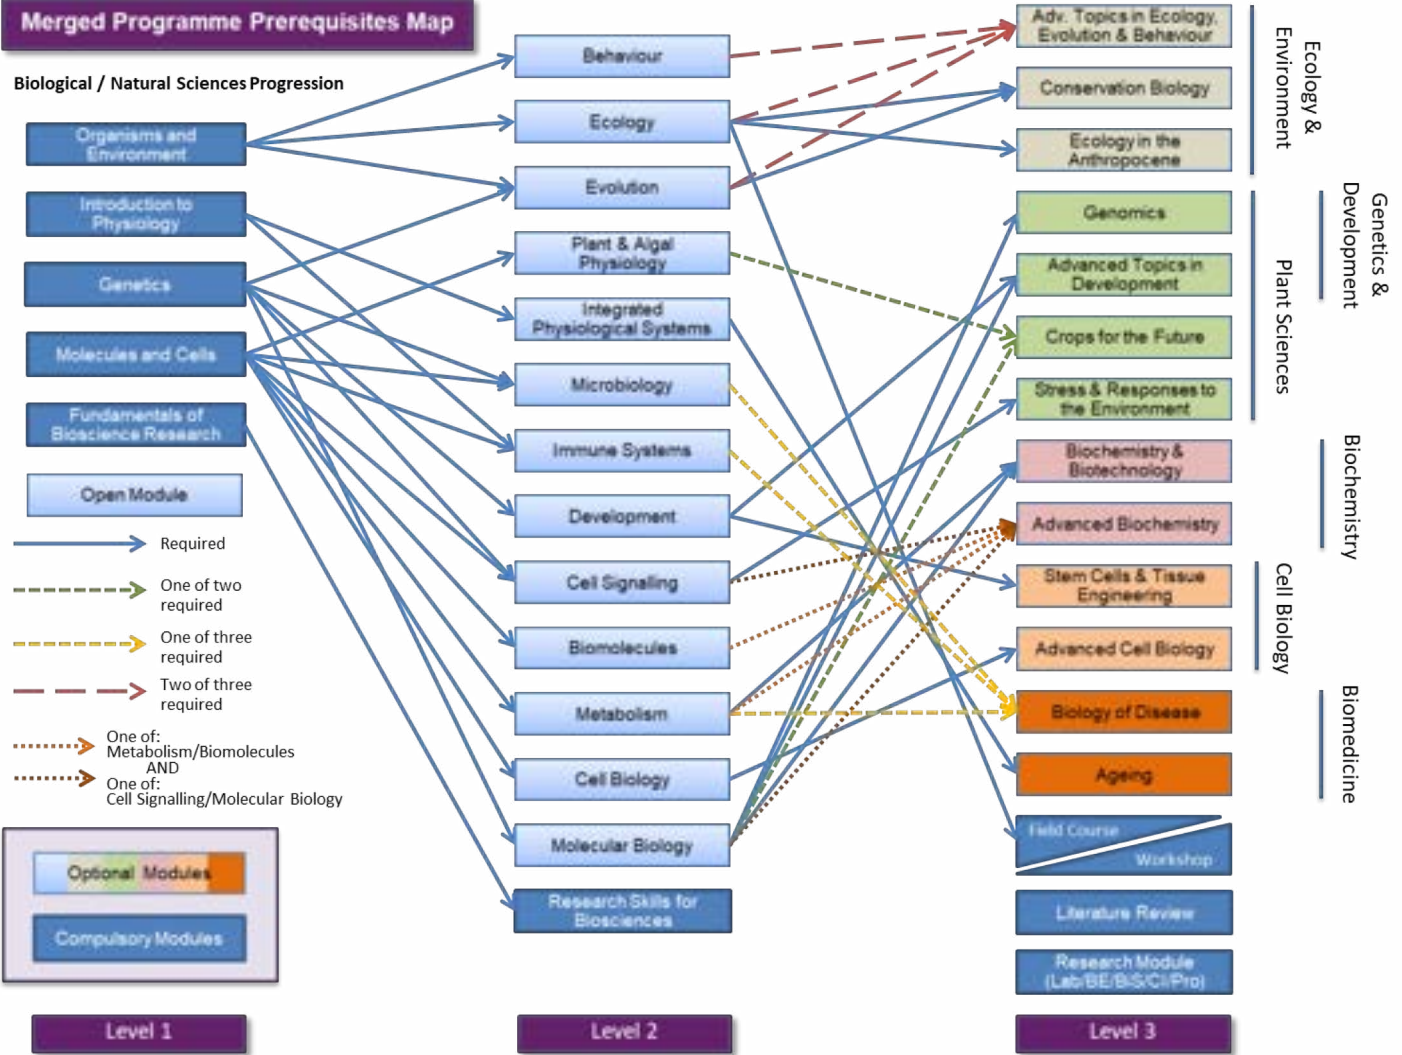 Merged Programme Prerequisites Map
Biological / Natural Sciences Progression
Organisms and
Environment
Introduction to
Physiology
Genetics
Molecules and Cells
Fundamentals of
Bioscience Research
Open Module
Required
One of two
required
One of three
required
Two of three
required
One of:
Metabolism/Biomolecules
AND
One of:
Cell Signalling/Molecular Biology
Optional Modules
Compulsory Modules
Level 1
Behaviour
Ecology
Evolution
Plant & Algal
Physiology
Integrated
Physiological Systems
Microbiology
Immune Systems
Development
Cell Signalling
Biomolecules
Metabolism
Cell Biology
Molecular Biology
Research Skills for
Biosciences
Level 2
Adv. Topics in Ecology,
Evolution & Behaviour
Conservation Biology
Ecology in the
Anthropocene
Genomics
Advanced Topics in
Development
Crops for the Future
Stress & Responses to
the Environment
Biochemistry &
Biotechnology
Advanced Biochemistry
Stem Cells & Tissue
Engineering
Advanced Cell Biology
Biology of Disease
Ageing
Field Course
Workshop
Literature Review
Research Module
(Lab/BE/BiS/CI/Pro)
Level 3
Ecology &
Environment
Plant Sciences
Genetics &
Development
Biochemistry
Cell Biology
Biomedicine